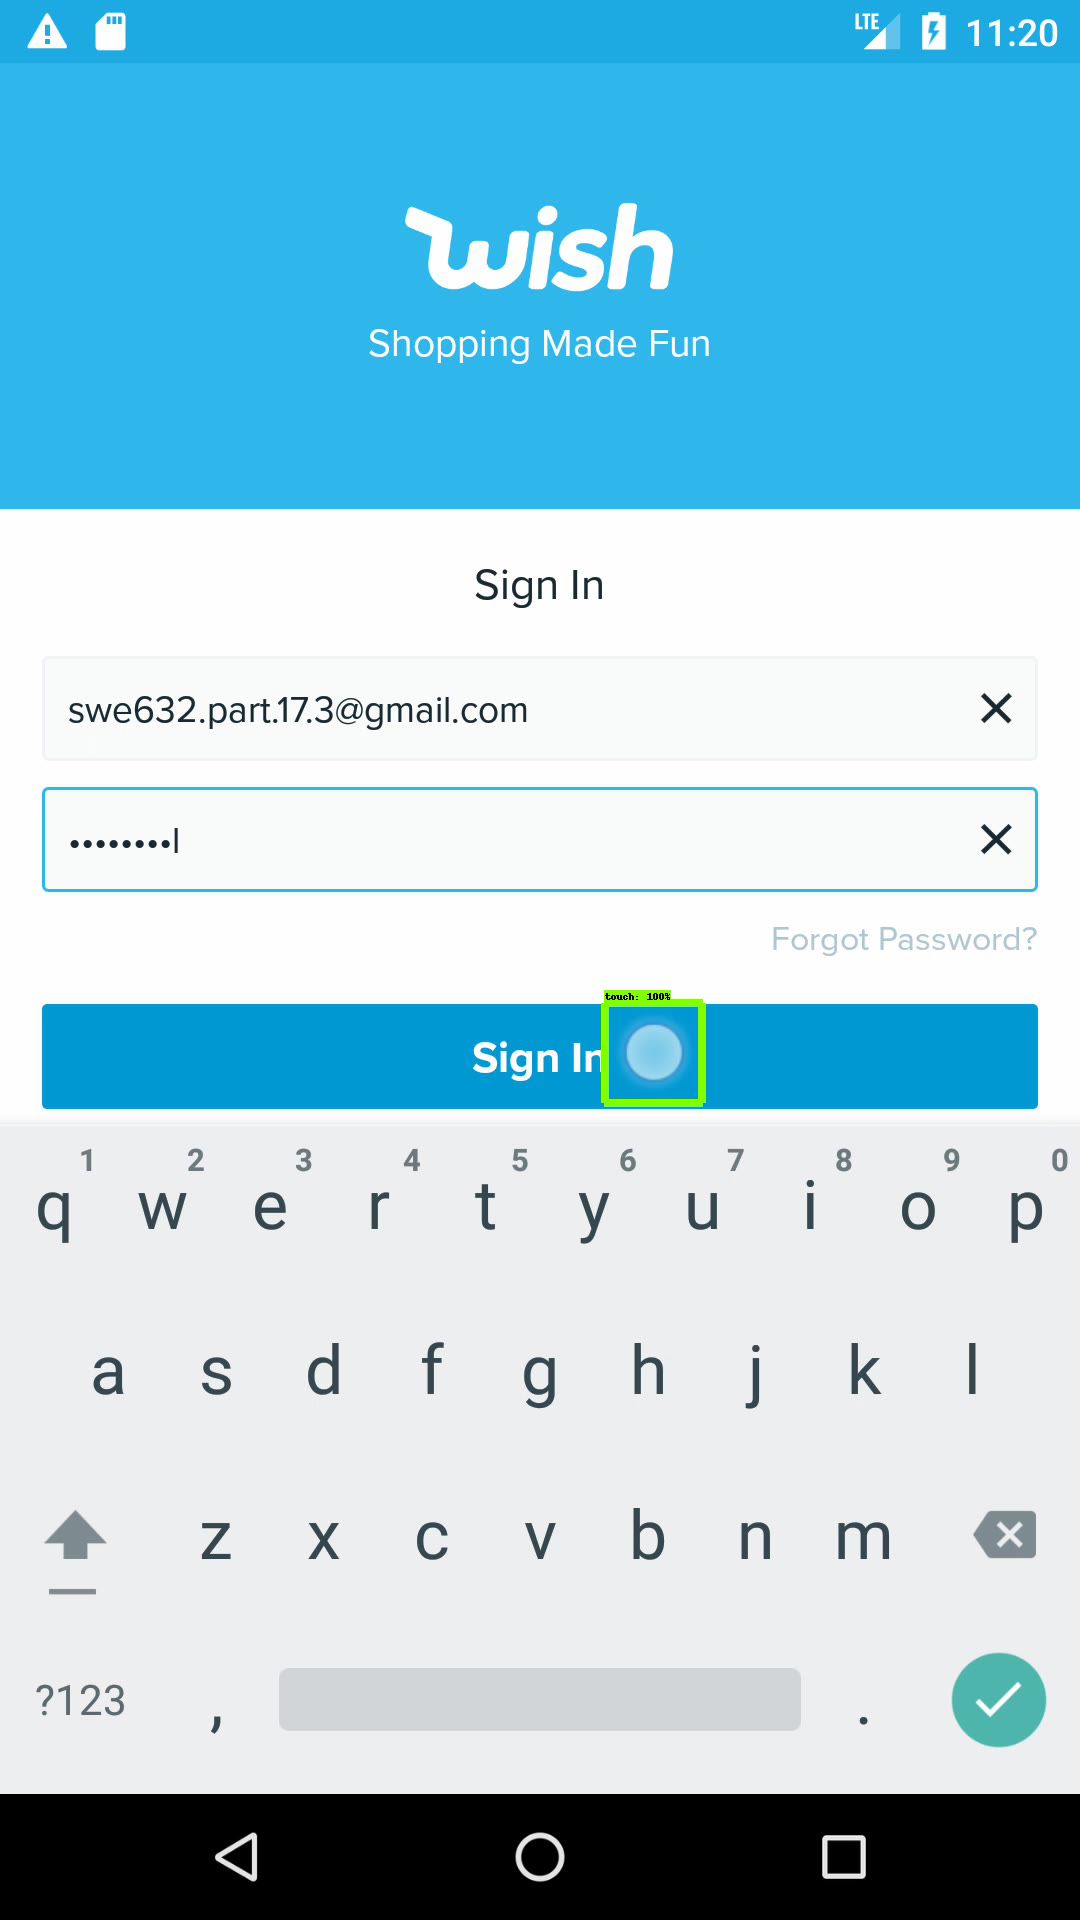 LTE 11:20
wish
Shopping Made Fun
Sign In
swe632.part.17.3@gmail.com
••••••••
Forgot Password?
touch: 100%
Sign In
1 2 3 4 5 6 7 8 9 0
q w e r t y u i o p
a s d f g h j k l
z x c v b n m
?123 , .